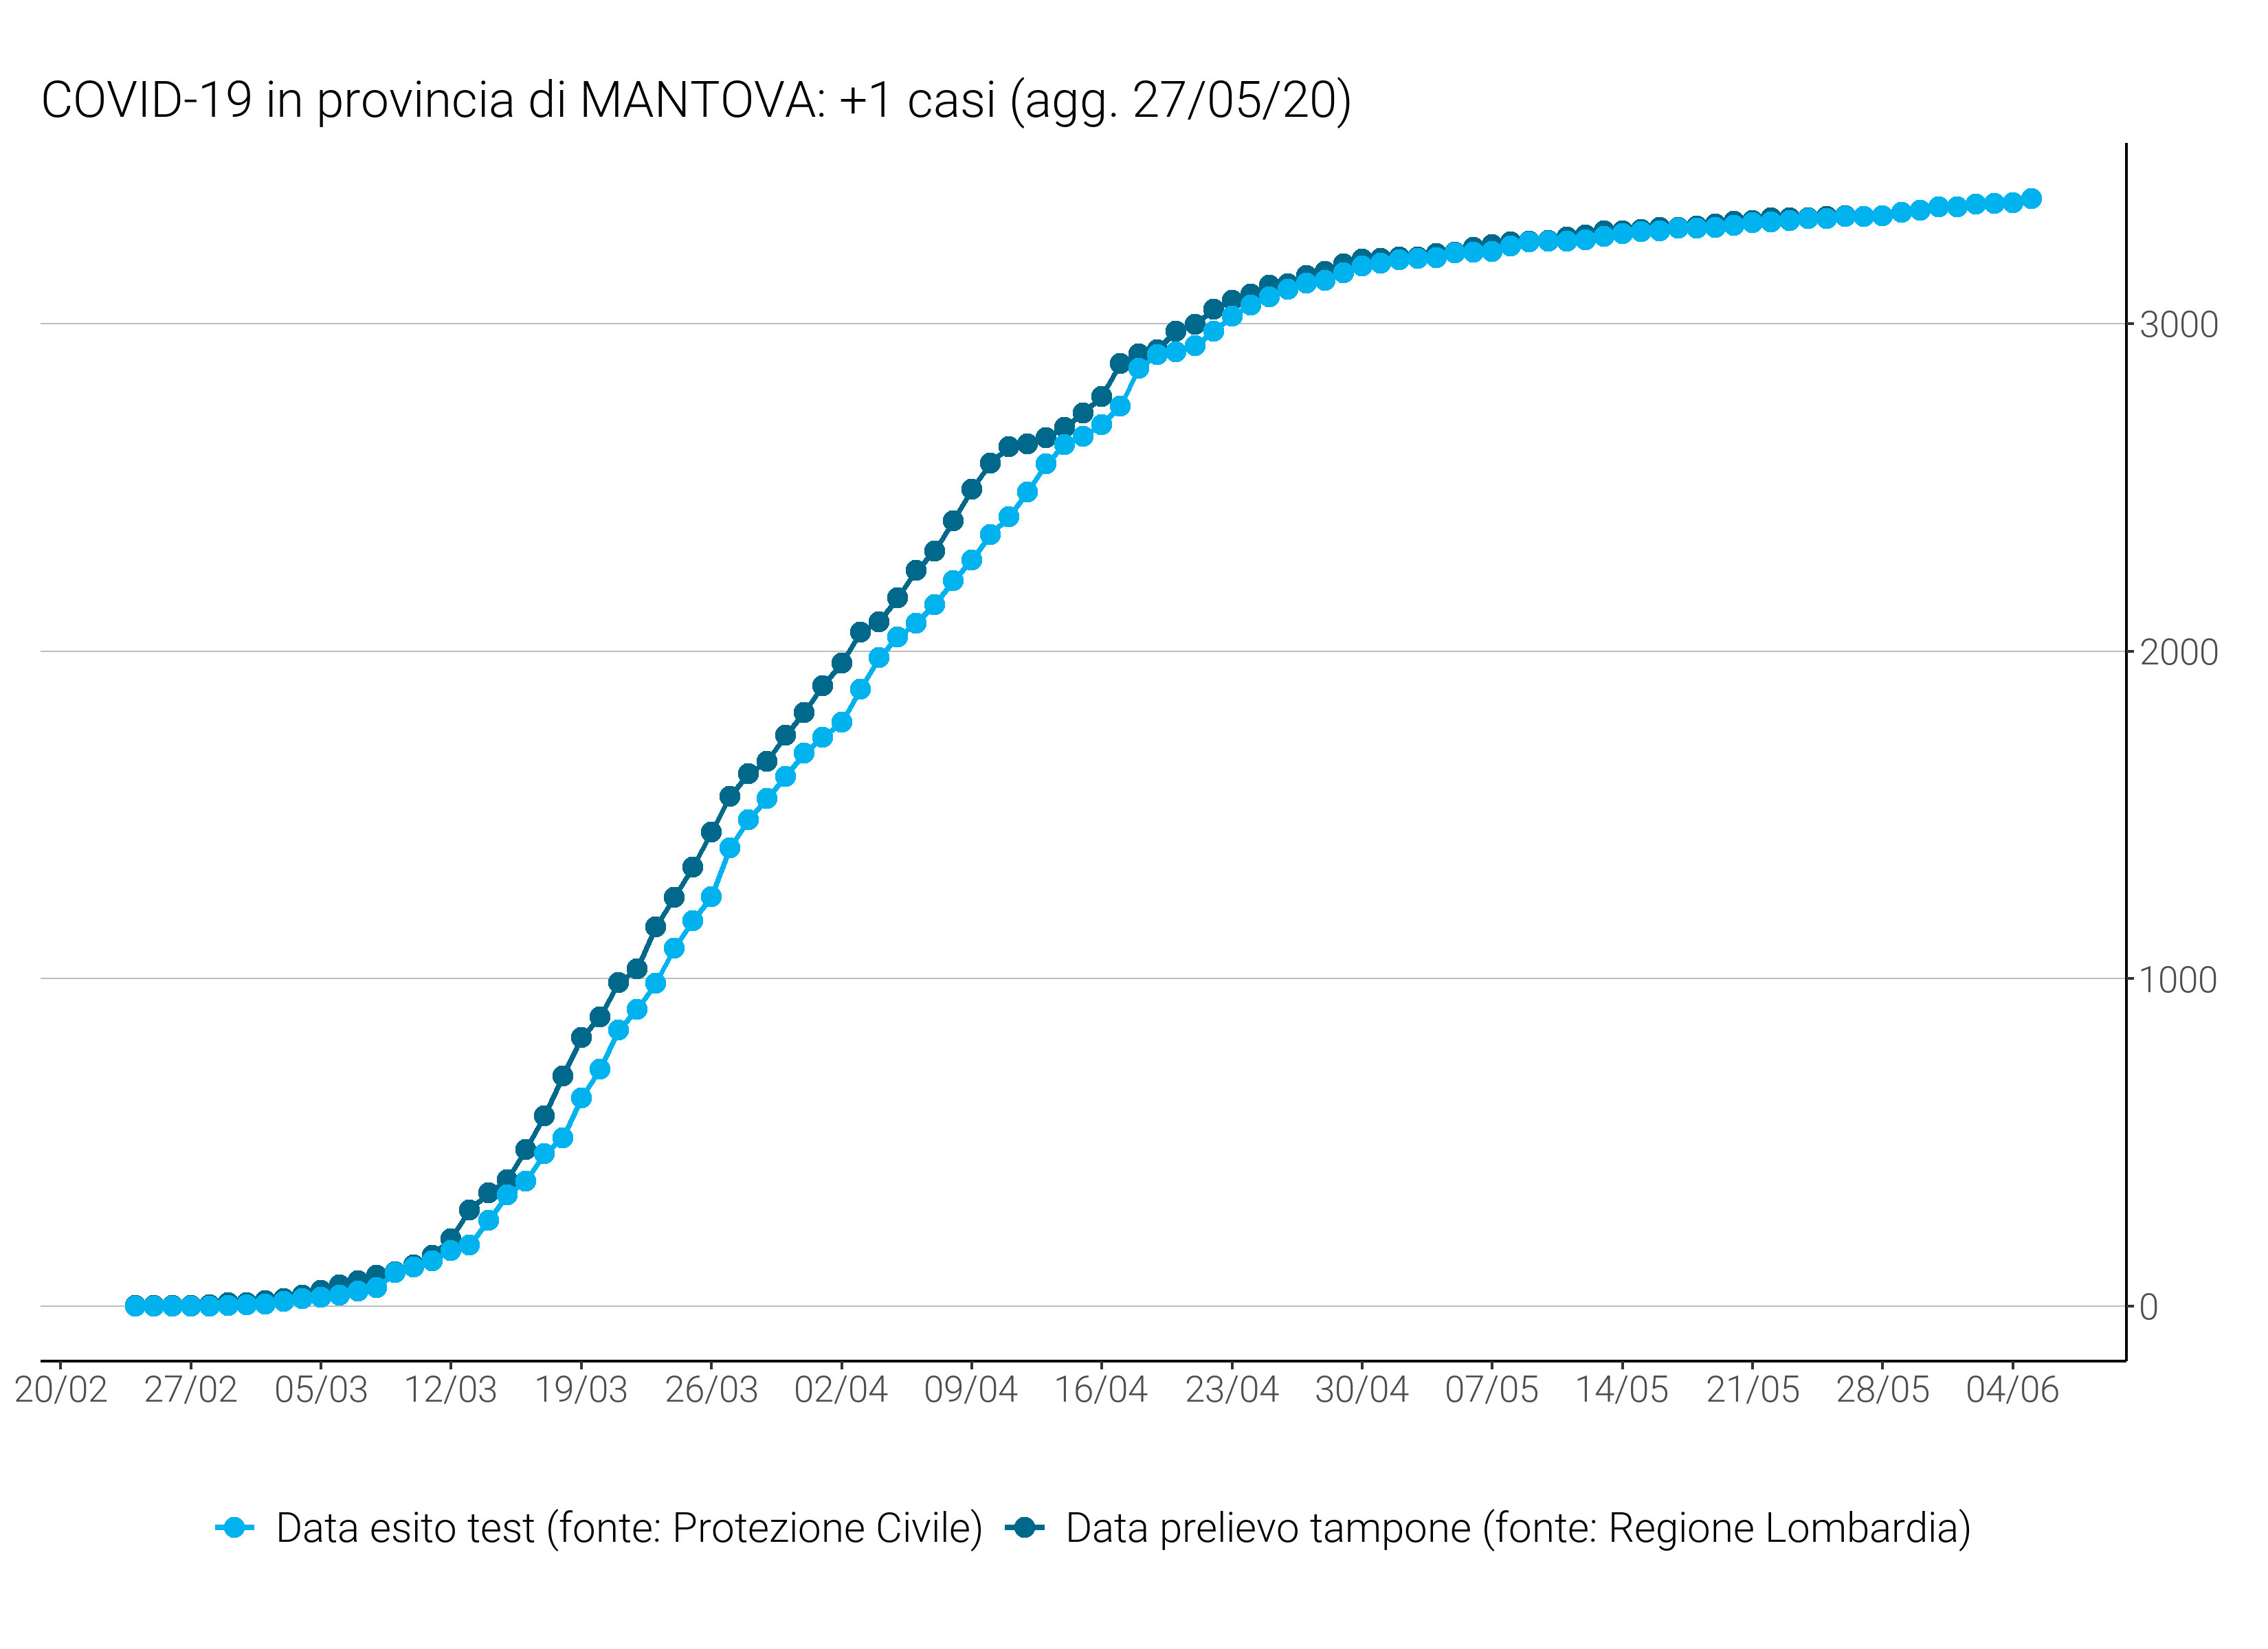 COVID-19 in provincia di MANTOVA: +1 casi (agg. 27/05/20)
3000
2000
1000
0
20/02 27/02 05/03 12/03 19/03 26/03 02/04 09/04 16/04 23/04 30/04 07/05 14/05 21/05 28/05 04/06
Data esito test (fonte: Protezione Civile) Data prelievo tampone (fonte: Regione Lombardia)